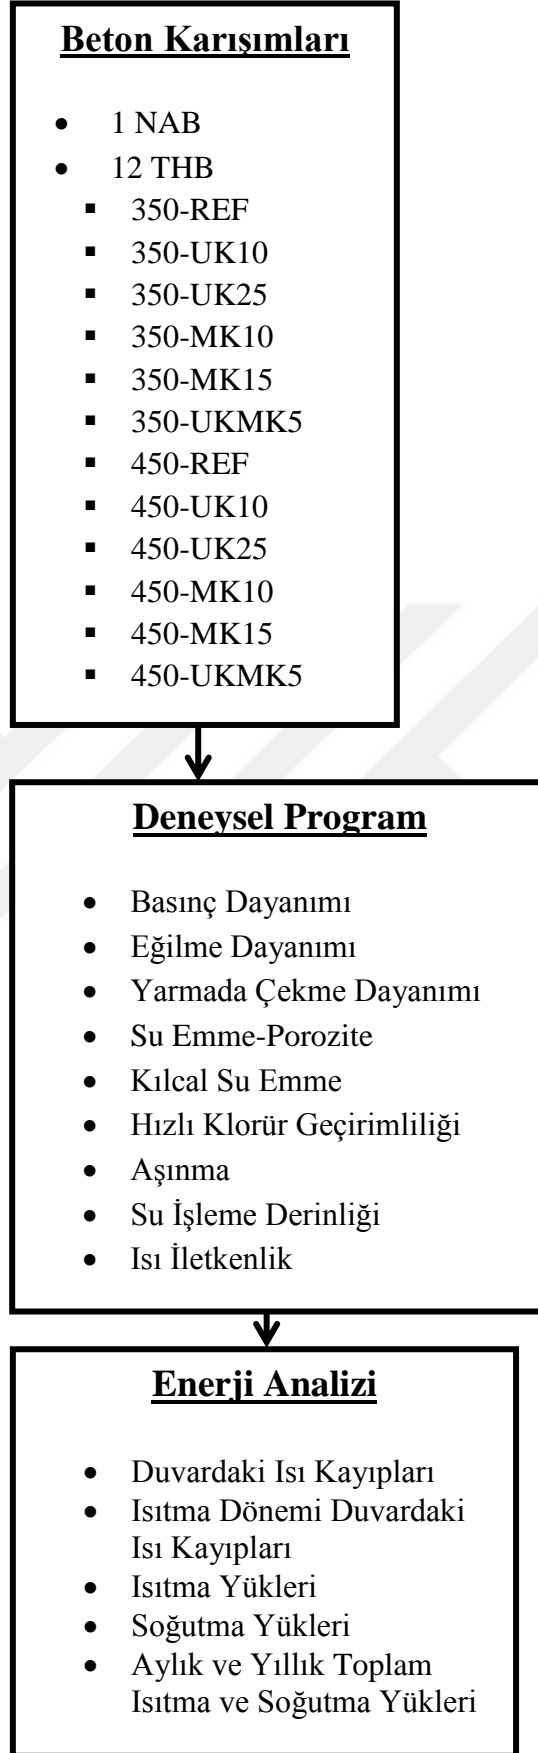 Beton Karışımları
• 1 NAB
• 12 THB
▪ 350-REF
▪ 350-UK10
▪ 350-UK25
▪ 350-MK10
▪ 350-MK15
▪ 350-UKMK5
▪ 450-REF
▪ 450-UK10
▪ 450-UK25
▪ 450-MK10
▪ 450-MK15
▪ 450-UKMK5
Deneysel Program
• Basınç Dayanımı
• Eğilme Dayanımı
• Yarmada Çekme Dayanımı
• Su Emme-Porozite
• Kılcal Su Emme
• Hızlı Klorür Geçirimliliği
• Aşınma
• Su İşleme Derinliği
• Isı İletkenlik
Enerji Analizi
• Duvardaki Isı Kayıpları
• Isıtma Dönemi Duvardaki
Isı Kayıpları
• Isıtma Yükleri
• Soğutma Yükleri
• Aylık ve Yıllık Toplam
Isıtma ve Soğutma Yükleri